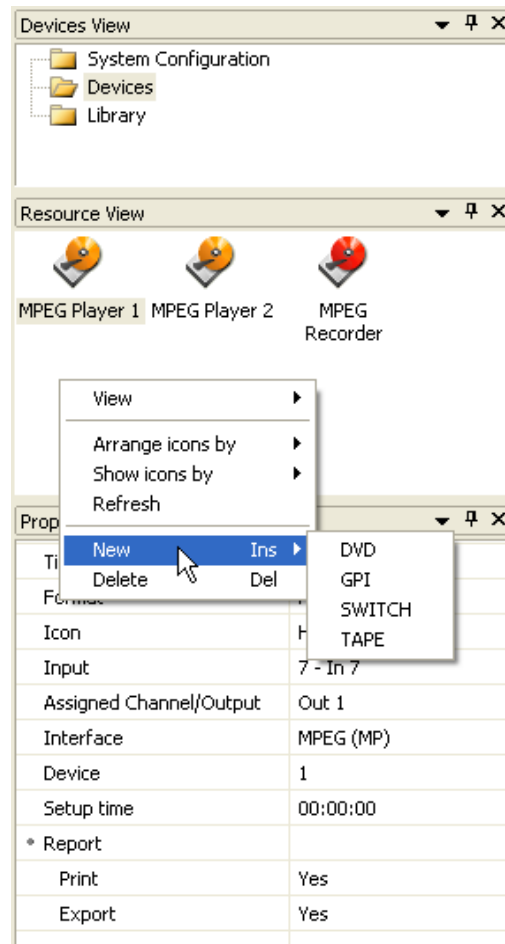 Devices View
System Configuration
Devices
Library
Resource View
MPEG Player 1
MPEG Player 2
MPEG
Recorder
View
Arrange icons by
Show icons by
Refresh
New Ins
Delete Del
DVD
GPI
SWITCH
TAPE
Icon
Input 7 - In 7
Assigned Channel/Output Out 1
Interface MPEG (MP)
Device 1
Setup time 00:00:00
Report
Print Yes
Export Yes